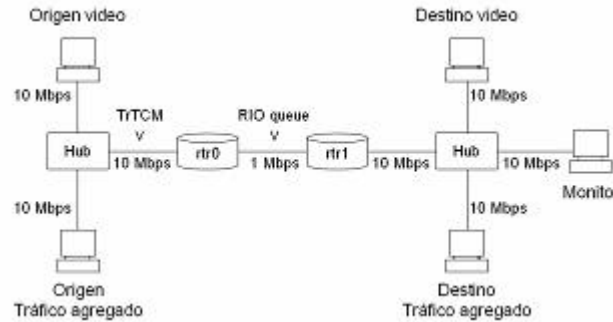 Origen video
Destino video
10 Mbps
10 Mbps
TrTCM
RIO queue
v
v
Hub
10 Mbps
rtr0
1 Mbps
rtr1
10 Mbps
Hub
10 Mbps
Monito
10 Mbps
10 Mbps
Origen
Tráfico agregado
Destino
Tráfico agregado